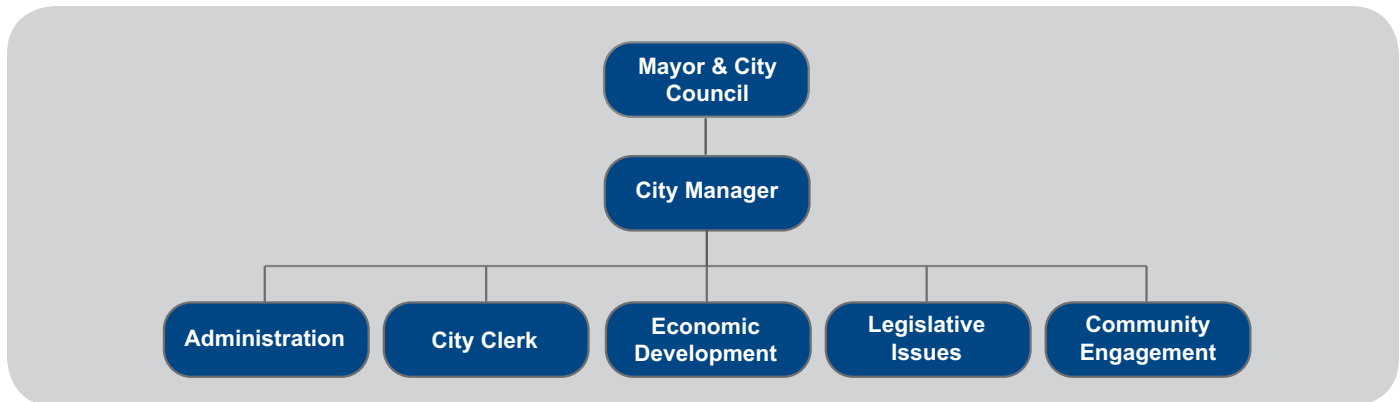 Mayor & City
Council
City Manager
Administration
City Clerk
Economic
Development
Legislative
Issues
Community
Engagement